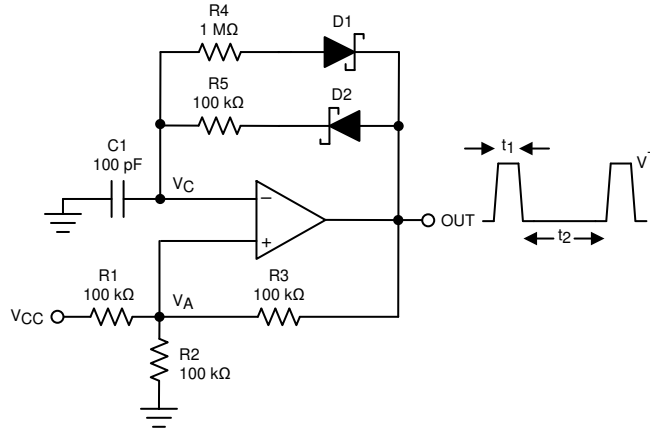 R4
1 MΩ
D1
R5
100 kΩ
D2
C1
100 pF
VC
−
+
OUT
t1
V
t2
R1
100 kΩ
VCC
VA
R3
100 kΩ
R2
100 kΩ